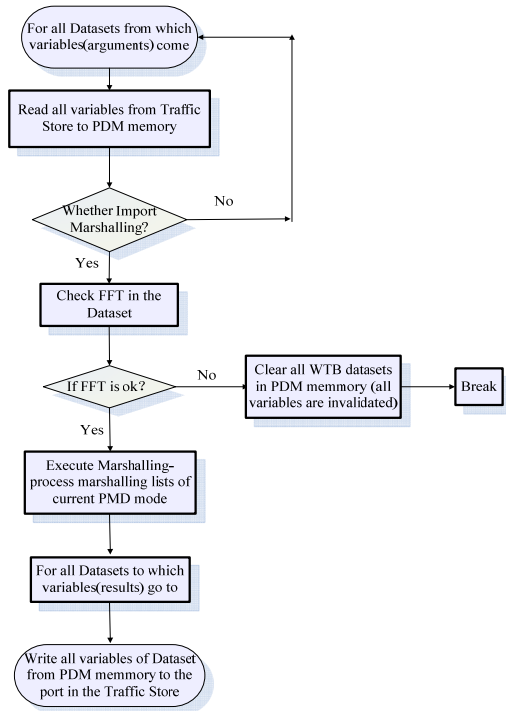 For all Datasets from which
variables(arguments) come
Read all variables from Traffic
Store to PDM memory
Whether Import
Marshalling?
No
Yes
Check FFT in the
Dataset
If FFT is ok?
No
Clear all WTB datasets
in PDM memmory (all
variables are invalidated)
Break
Yes
Execute Marshalling-
process marshalling lists of
current PMD mode
For all Datasets to which
variables(results) go to
Write all variables of Dataset
from PDM memmory to the
port in the Traffic Store